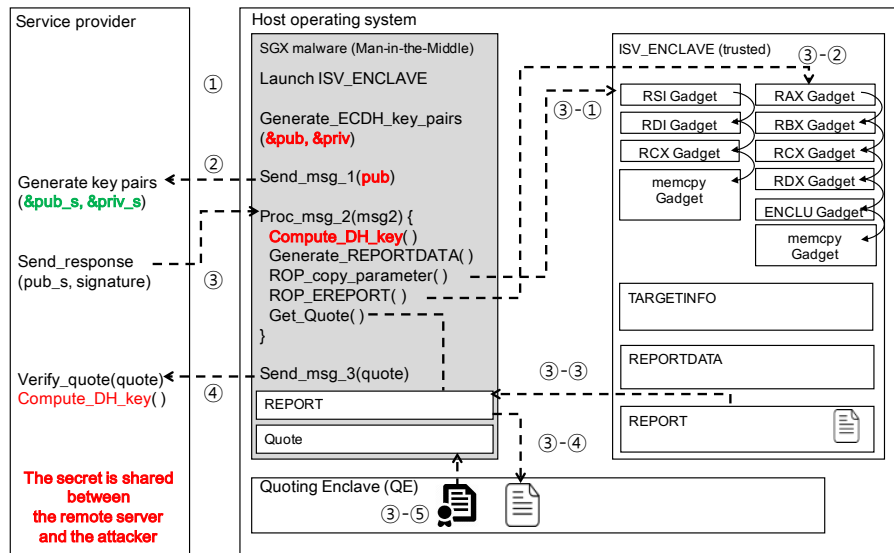 Service provider
Generate key pairs
(&pub_s, &priv_s)
Send_response
(pub_s, signature)
Verify_quote(quote)
Compute_DH_key( )
The secret is shared
between
the remote server
and the attacker
①
②
③
④
Host operating system
SGX malware (Man-in-the-Middle)
Launch ISV_ENCLAVE
Generate_ECDH_key_pairs
(&pub, &priv)
Send_msg_1(pub)
Proc_msg_2(msg2) {
Compute_DH_key( )
Generate_REPORTDATA( )
ROP_copy_parameter( )
ROP_EREPORT( )
Get_Quote( )
}
Send_msg_3(quote)
REPORT
Quote
③-①
③-③
③-④
ISV_ENCLAVE (trusted)
③-②
RSI Gadget
RDI Gadget
RCX Gadget
memcpy
Gadget
RAX Gadget
RBX Gadget
RCX Gadget
RDX Gadget
ENCLU Gadget
memcpy
Gadget
TARGETINFO
REPORTDATA
REPORT
Quoting Enclave (QE)
③-⑤